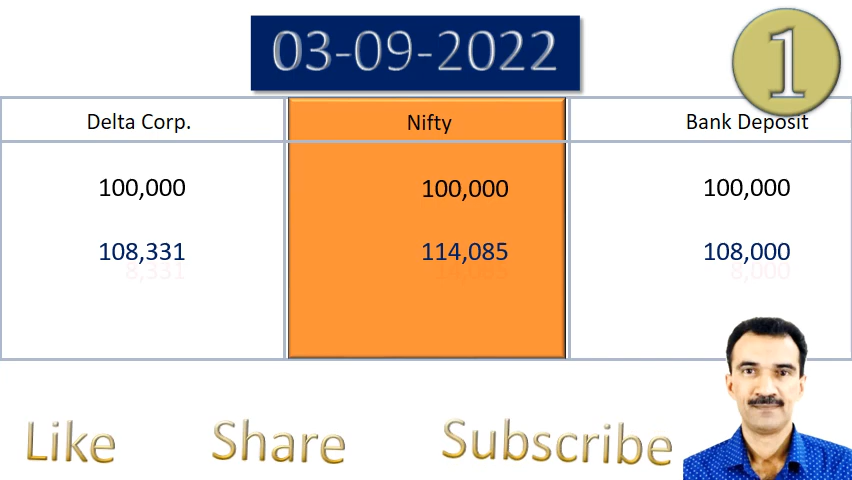 03-09-2022
1
Delta Corp. Nifty Bank Deposit
100,000 100,000 100,000
108,331 114,085 108,000
8,331 8,000
Like Share Subscribe